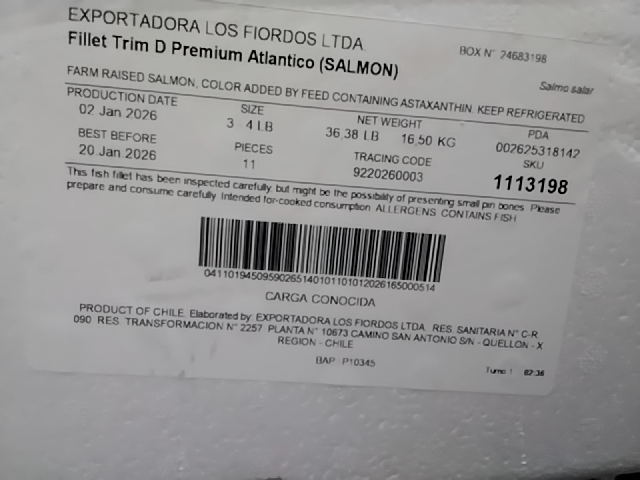 EXPORTADORA LOS FIORDOS LTDA.
BOX N° 24683198
Fillet Trim D Premium Atlantico (SALMON)
Salmo salar
FARM RAISED SALMON, COLOR ADDED BY FEED CONTAINING ASTAXANTHIN. KEEP REFRIGERATED
PRODUCTION DATE SIZE NET WEIGHT PDA
02 Jan 2026 3 4 LB 36,38 LB 16,50 KG 002625318142
BEST BEFORE PIECES TRACING CODE SKU
20 Jan 2026 11 9220260003 1113198
This fish fillet has been inspected carefully, but might be the possibility of presenting small pin bones. Please
prepare and consume carefully. Intended for cooked consumption. ALLERGENS: CONTAINS FISH
04110194509590265140101101012026165000514
CARGA CONOCIDA
PRODUCT OF CHILE. Elaborated by: EXPORTADORA LOS FIORDOS LTDA. RES. SANITARIA N° C-R
090 RES. TRANSFORMACION N° 2257 PLANTA N° 10673 CAMINO SAN ANTONIO S/N - QUELLON - X
REGION - CHILE
BAP P10345
Turno 1 02:36